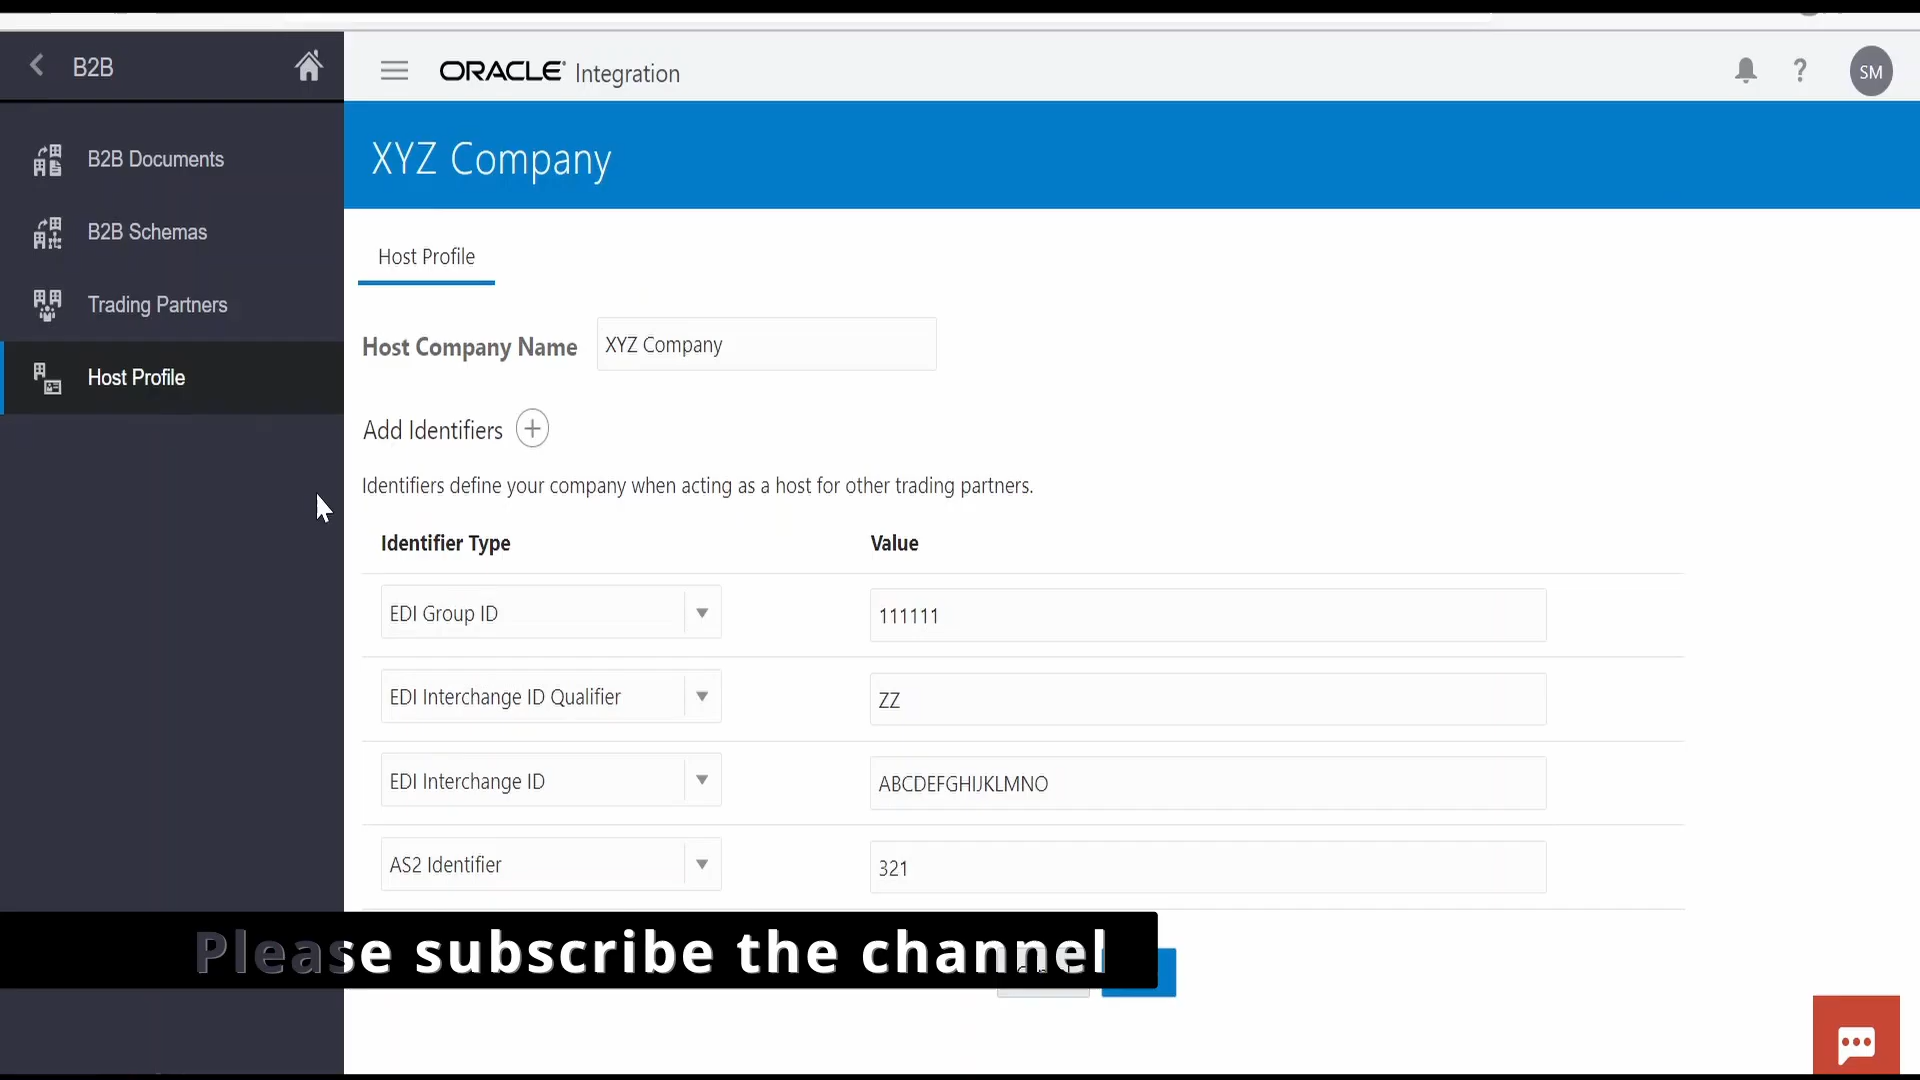 B2B
ORACLE Integration
SM
B2B Documents
B2B Schemas
Trading Partners
Host Profile
XYZ Company
Host Profile
Host Company Name XYZ Company
Add Identifiers
Identifiers define your company when acting as a host for other trading partners.
Identifier Type Value
EDI Group ID 111111
EDI Interchange ID Qualifier ZZ
EDI Interchange ID ABCDEFGHIJKLMNO
AS2 Identifier 321
Please subscribe the channel